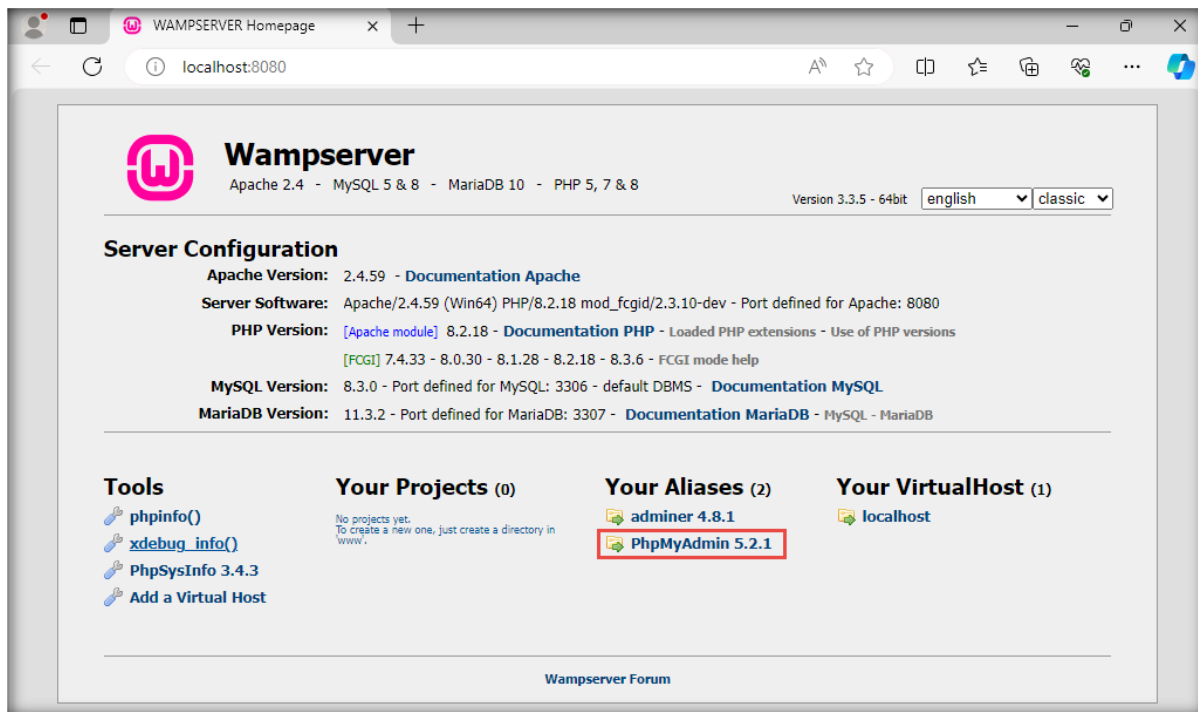 WAMPSERVER Homepage
localhost:8080
Wampserver
Apache 2.4 - MySQL 5 & 8 - MariaDB 10 - PHP 5, 7 & 8
Version 3.3.5 - 64bit english classic
Server Configuration
Apache Version: 2.4.59 - Documentation Apache
Server Software: Apache/2.4.59 (Win64) PHP/8.2.18 mod_fcgid/2.3.10-dev - Port defined for Apache: 8080
PHP Version: [Apache module] 8.2.18 - Documentation PHP - Loaded PHP extensions - Use of PHP versions
[FCGI] 7.4.33 - 8.0.30 - 8.1.28 - 8.2.18 - 8.3.6 - FCGI mode help
MySQL Version: 8.3.0 - Port defined for MySQL: 3306 - default DBMS - Documentation MySQL
MariaDB Version: 11.3.2 - Port defined for MariaDB: 3307 - Documentation MariaDB - MySQL - MariaDB
Tools
phpinfo()
xdebug_info()
PhpSysInfo 3.4.3
Add a Virtual Host
Your Projects (0)
No projects yet.
To create a new one, just create a directory in
'www'.
Your Aliases (2)
adminer 4.8.1
PhpMyAdmin 5.2.1
Your VirtualHost (1)
localhost
Wampserver Forum